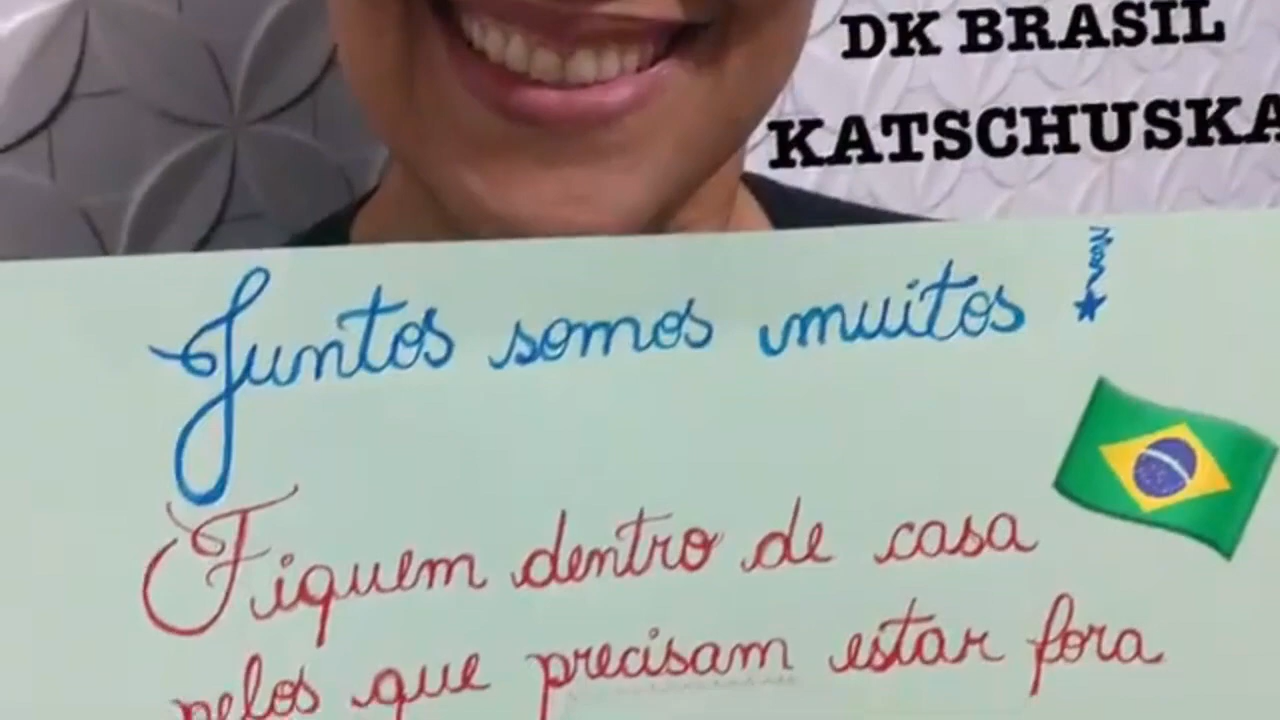 DK BRASIL
KATSCHUSKA
Juntos somos muitos!
Fiquem dentro de casa
pelos que precisam estar fora